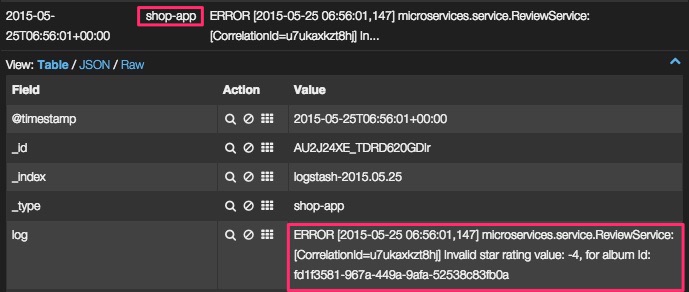 2015-05- shop-app ERROR [2015-05-25 06:56:01,147] microservices.service.ReviewService:
25T06:56:01+00:00 [CorrelationId=u7ukaxkzt8hj] In...
View: Table / JSON / Raw
Field Action Value
@timestamp 2015-05-25T06:56:01+00:00
_id AU2J24XE_TDRD620GDIr
_index logstash-2015.05.25
_type shop-app
log ERROR [2015-05-25 06:56:01,147] microservices.service.ReviewService:
[CorrelationId=u7ukaxkzt8hj] Invalid star rating value: -4, for album Id:
fd1f3581-967a-449a-9afa-52538c83fb0a